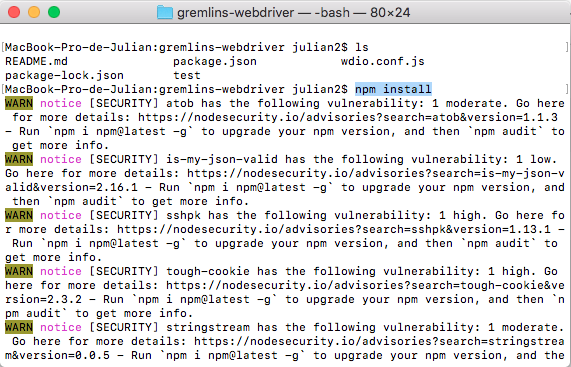 gremlins-webdriver — -bash — 80×24
[MacBook-Pro-de-Julian:gremlins-webdriver julian2$ ls ]
README.md package.json wdio.conf.js
package-lock.json test
[MacBook-Pro-de-Julian:gremlins-webdriver julian2$ npm install ]
WARN notice [SECURITY] atob has the following vulnerability: 1 moderate. Go here
 for more details: https://nodesecurity.io/advisories?search=atob&version=1.1.3
- Run `npm i npm@latest -g` to upgrade your npm version, and then `npm audit` to
 get more info.
WARN notice [SECURITY] is-my-json-valid has the following vulnerability: 1 low.
Go here for more details: https://nodesecurity.io/advisories?search=is-my-json-v
alid&version=2.16.1 - Run `npm i npm@latest -g` to upgrade your npm version, and
 then `npm audit` to get more info.
WARN notice [SECURITY] sshpk has the following vulnerability: 1 high. Go here fo
r more details: https://nodesecurity.io/advisories?search=sshpk&version=1.13.1 -
 Run `npm i npm@latest -g` to upgrade your npm version, and then `npm audit` to
get more info.
WARN notice [SECURITY] tough-cookie has the following vulnerability: 1 high. Go
here for more details: https://nodesecurity.io/advisories?search=tough-cookie&ve
rsion=2.3.2 - Run `npm i npm@latest -g` to upgrade your npm version, and then `n
pm audit` to get more info.
WARN notice [SECURITY] stringstream has the following vulnerability: 1 moderate.
 Go here for more details: https://nodesecurity.io/advisories?search=stringstrea
m&version=0.0.5 - Run `npm i npm@latest -g` to upgrade your npm version, and the